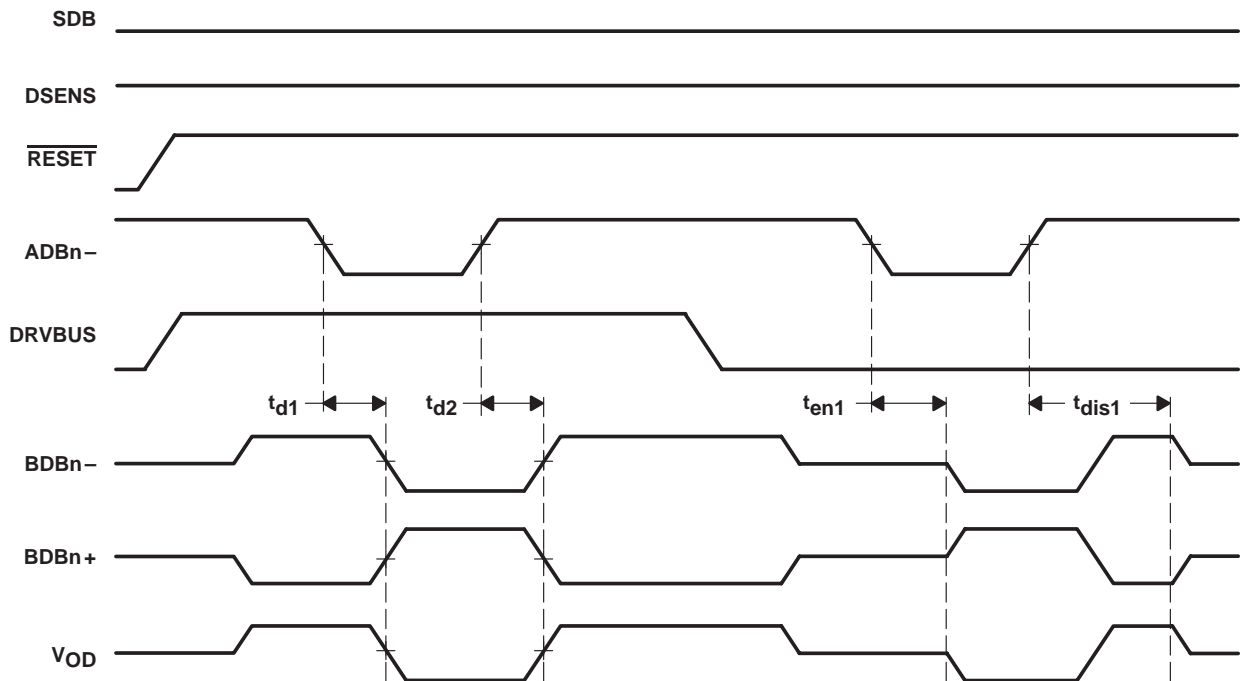 SDB
DSENS
RESET
ADBn−
DRVBUS
td1 td2 ten1 tdis1
BDBn−
BDBn+
VOD